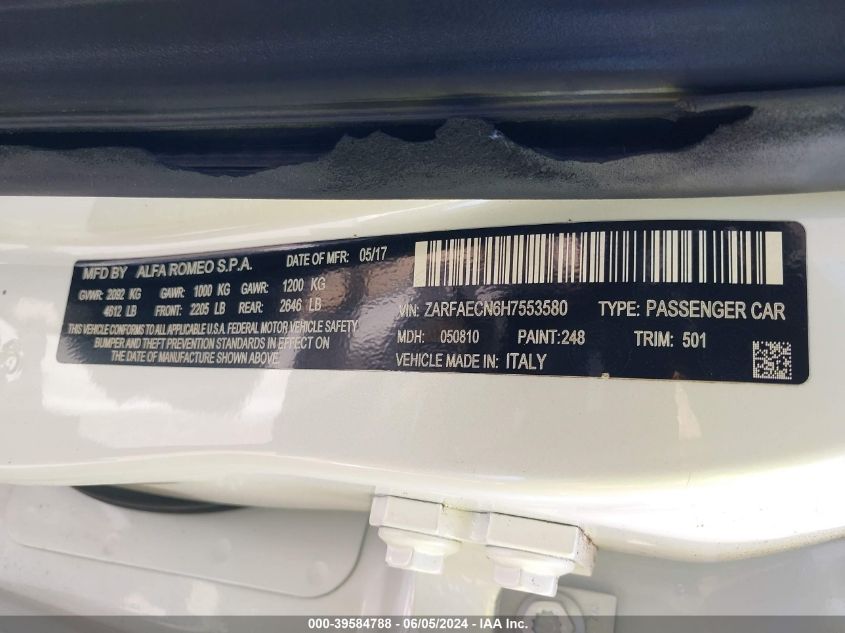 MFD BY ALFA ROMEO S.P.A. DATE OF MFR: 05/17
GVWR: 2092 KG GAWR: 1000 KG GAWR: 1200 KG
4612 LB FRONT: 2205 LB REAR: 2646 LB
THIS VEHICLE CONFORMS TO ALL APPLICABLE U.S.A. FEDERAL MOTOR VEHICLE SAFETY
BUMPER AND THEFT PREVENTION STANDARDS IN EFFECT ON
THE DATE OF MANUFACTURE SHOWN ABOVE.
VIN: ZARFAECN6H7553580 TYPE: PASSENGER CAR
MDH: 050810 PAINT:248 TRIM: 501
VEHICLE MADE IN: ITALY
000-39584788 - 06/05/2024 - IAA Inc.